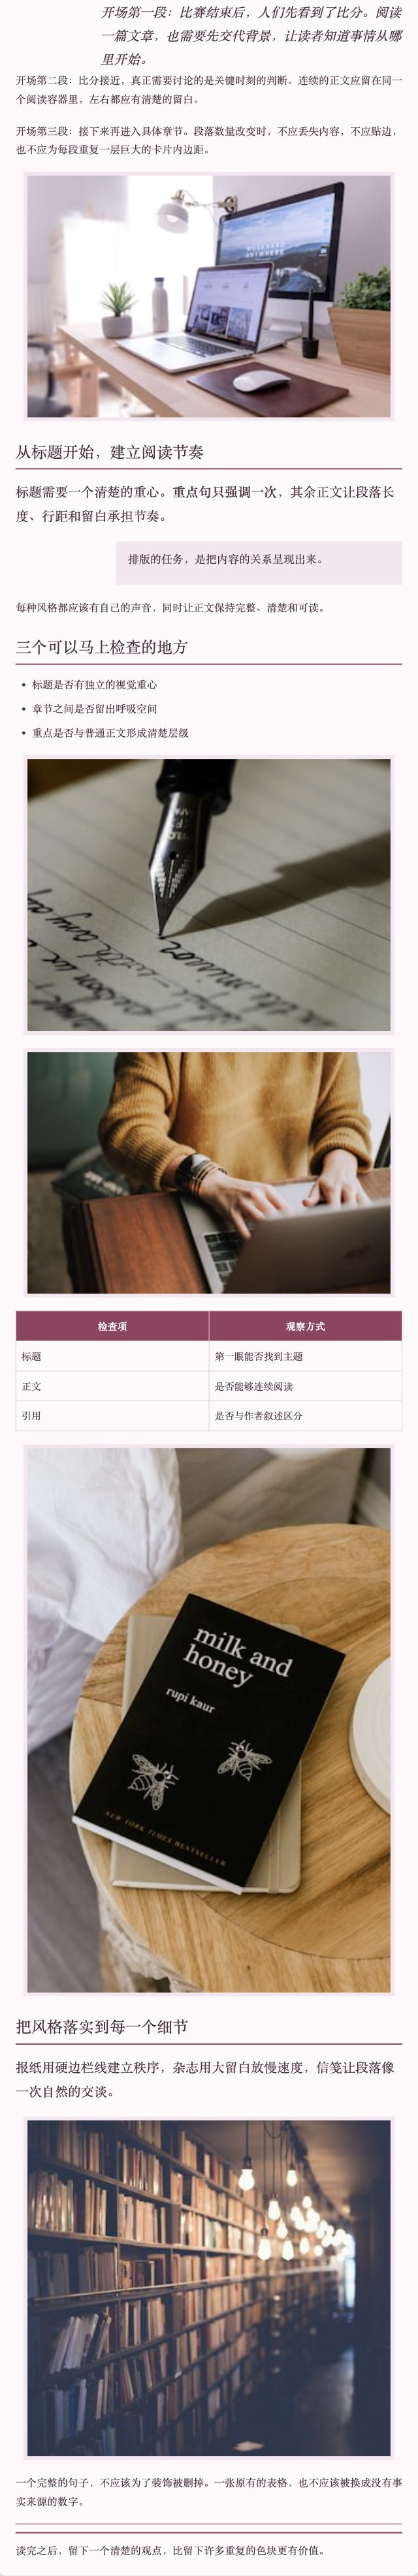 开场第一段：比赛结束后，人们先看到了比分。阅读
一篇文章，也需要先交代背景，让读者知道事情从哪
里开始。
开场第二段：比分接近，真正需要讨论的是关键时刻的判断。连续的正文应留在同一
个阅读容器里，左右都应有清楚的留白。
开场第三段：接下来再进入具体章节。段落数量改变时，不应丢失内容，不应贴边，
也不应为每段重复一层巨大的卡片内边距。
从标题开始，建立阅读节奏
标题需要一个清楚的重心。重点句只强调一次，其余正文让段落长
度、行距和留白承担节奏。
排版的任务，是把内容的关系呈现出来。
每种风格都应该有自己的声音，同时让正文保持完整、清楚和可读。
三个可以马上检查的地方
• 标题是否有独立的视觉重心
• 章节之间是否留出呼吸空间
• 重点是否与普通正文形成清楚层级
检查项 观察方式
标题 第一眼能否找到主题
正文 是否能够连续阅读
引用 是否与作者叙述区分
milk and
honey
rupi kaur
NEW YORK TIMES BESTSELLER
把风格落实到每一个细节
报纸用硬边栏线建立秩序，杂志用大留白放慢速度，信笺让段落像
一次自然的交谈。
一个完整的句子，不应该为了装饰被删掉。一张原有的表格，也不应该被换成没有事
实来源的数字。
读完之后，留下一个清楚的观点，比留下许多重复的色块更有价值。